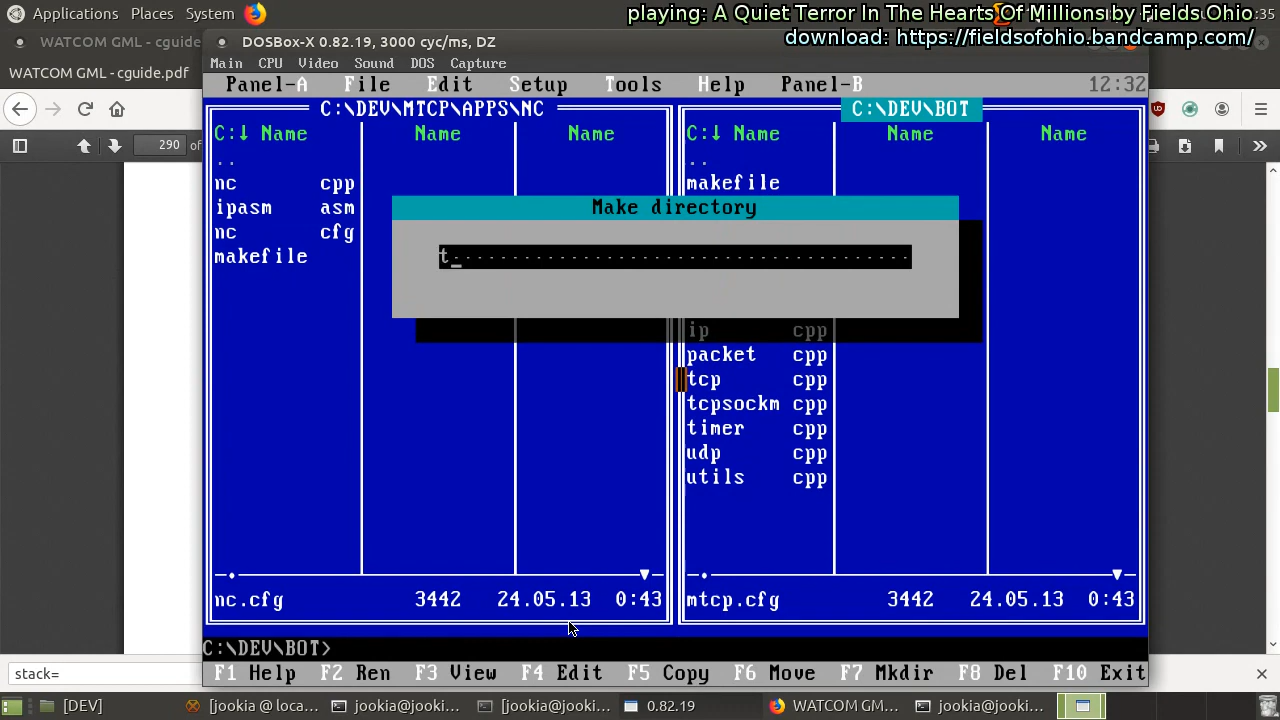 Applications Places System
playing: A Quiet Terror In The Hearts Of Millions by Fields Ohio
:35
download: https://fieldsofohio.bandcamp.com/
WATCOM GML - cguide
DOSBox-X 0.82.19, 3000 cyc/ms, DZ
Main CPU Video Sound DOS Capture
WATCOM GML - cguide.pdf
Panel-A File Edit Setup Tools Help Panel-B 12:32
C:\DEV\MTCP\APPS\NC
C:\DEV\BOT
C:↓ Name Name Name
C:↓ Name Name Name
290 of
..
nc cpp
ipasm asm
nc cfg
makefile
..
makefile
Make directory
t_
ip cpp
packet cpp
tcp cpp
tcpsockm cpp
timer cpp
udp cpp
utils cpp
nc.cfg 3442 24.05.13 0:43
mtcp.cfg 3442 24.05.13 0:43
C:\DEV\BOT>
F1 Help F2 Ren F3 View F4 Edit F5 Copy F6 Move F7 Mkdir F8 Del F10 Exit
stack=
[DEV] [jookia @ loca... jookia@jooki... [jookia@jooki... 0.82.19 WATCOM GM... jookia@jooki...